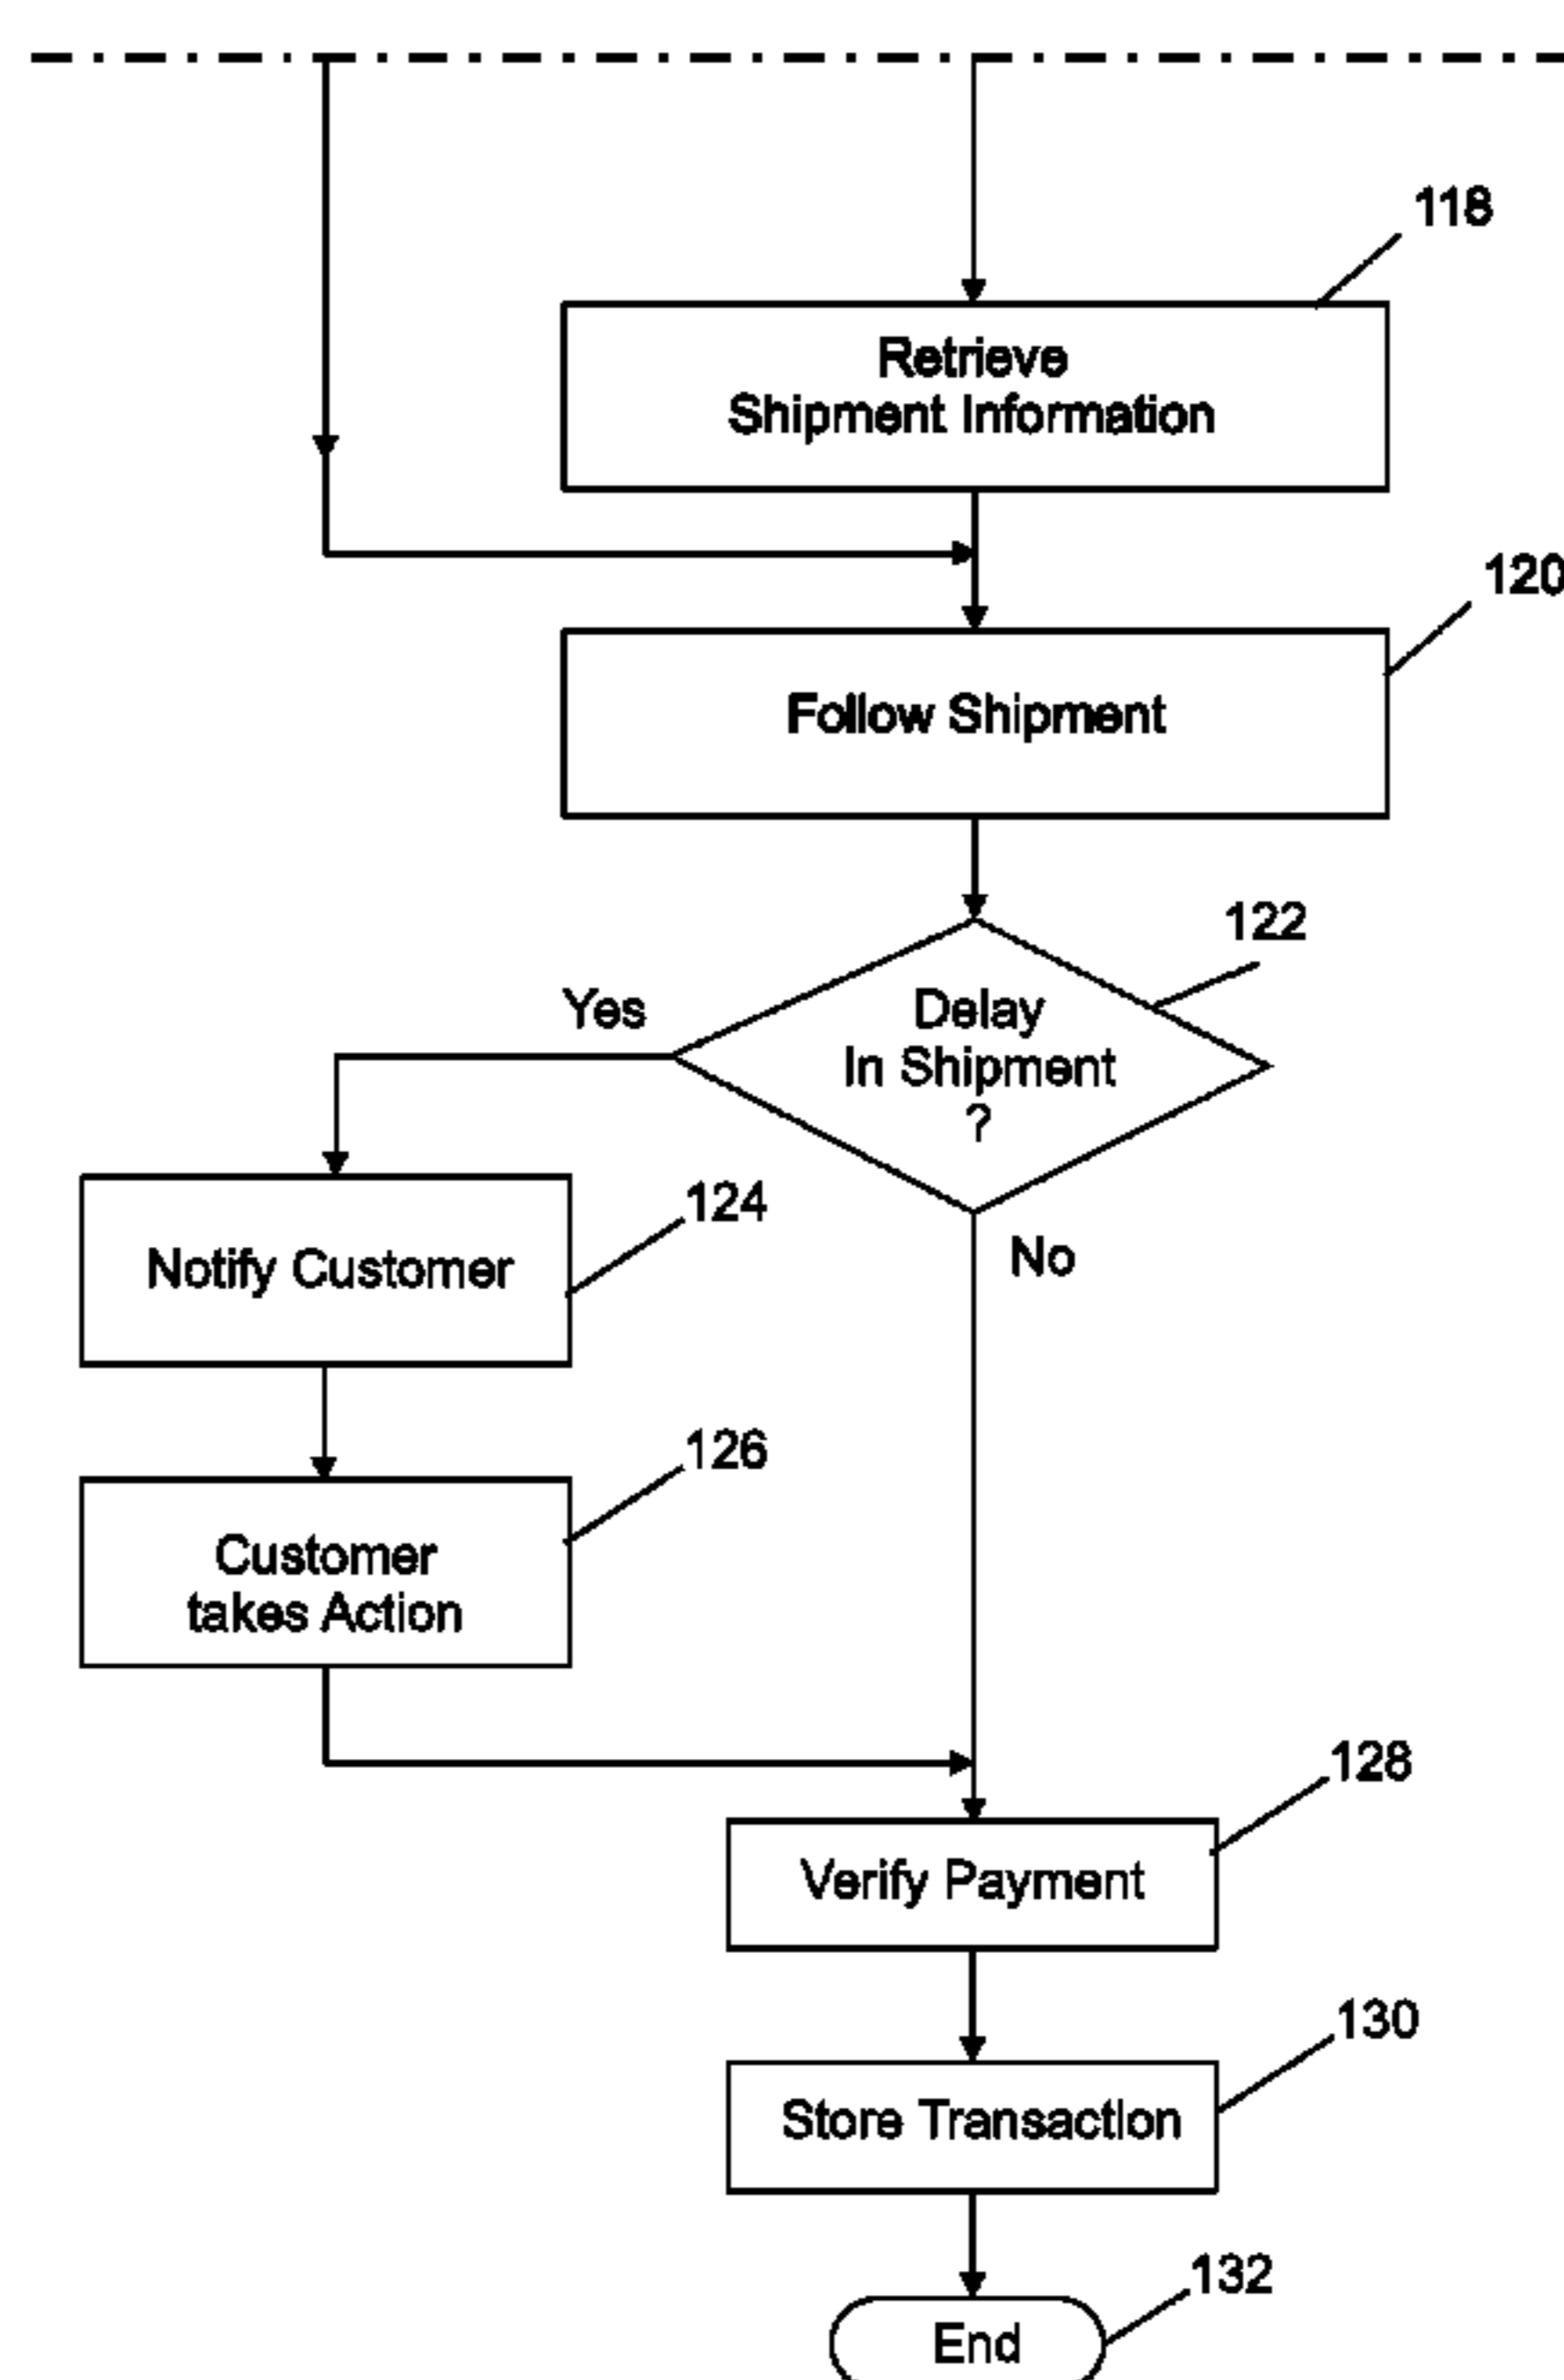 118
Retrieve
Shipment Information
120
Follow Shipment
122
Delay
In Shipment
?
Yes
No
124
Notify Customer
126
Customer
takes Action
128
Verify Payment
130
Store Transaction
132
End